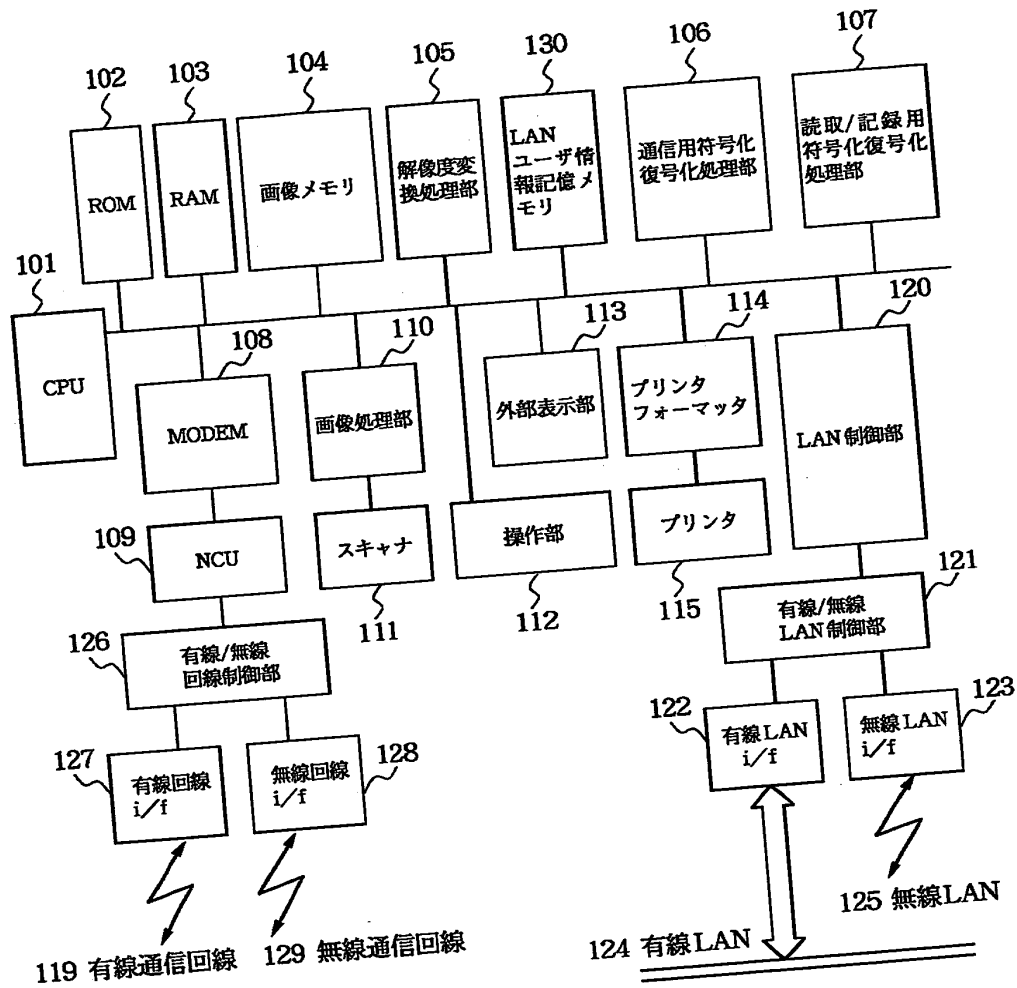 102
103
104
105
130
106
107
ROM
RAM
画像メモリ
解像度変
換処理部
LAN
ユーザ情
報記憶メ
モリ
通信用符号化
復号化処理部
読取/記録用
符号化復号化
処理部
101
CPU
108
MODEM
110
画像処理部
113
外部表示部
114
プリンタ
フォーマッタ
120
LAN制御部
109
NCU
スキャナ
111
操作部
112
プリンタ
115
121
有線/無線
LAN制御部
126
有線/無線
回線制御部
122
有線LAN
i/f
123
無線LAN
i/f
127
有線回線
i/f
128
無線回線
i/f
119 有線通信回線
129 無線通信回線
124 有線LAN
125 無線LAN